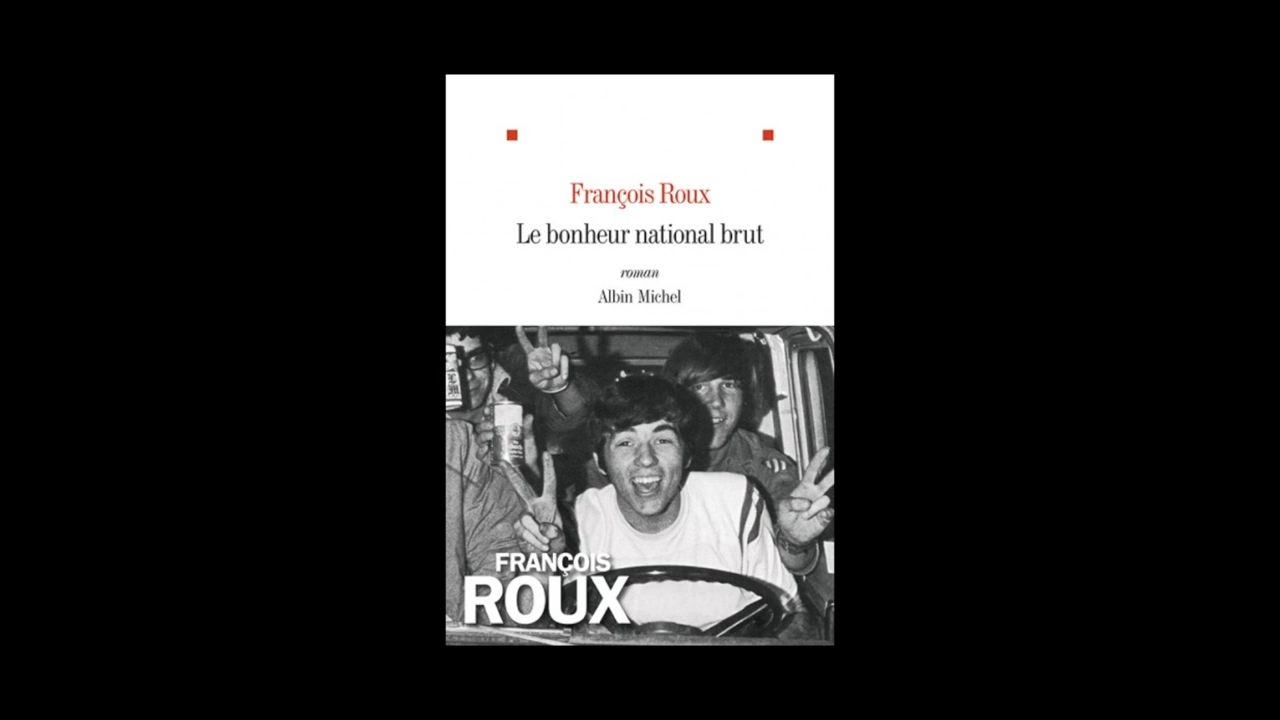 François Roux
Le bonheur national brut
roman
Albin Michel
FRANÇOIS
ROUX